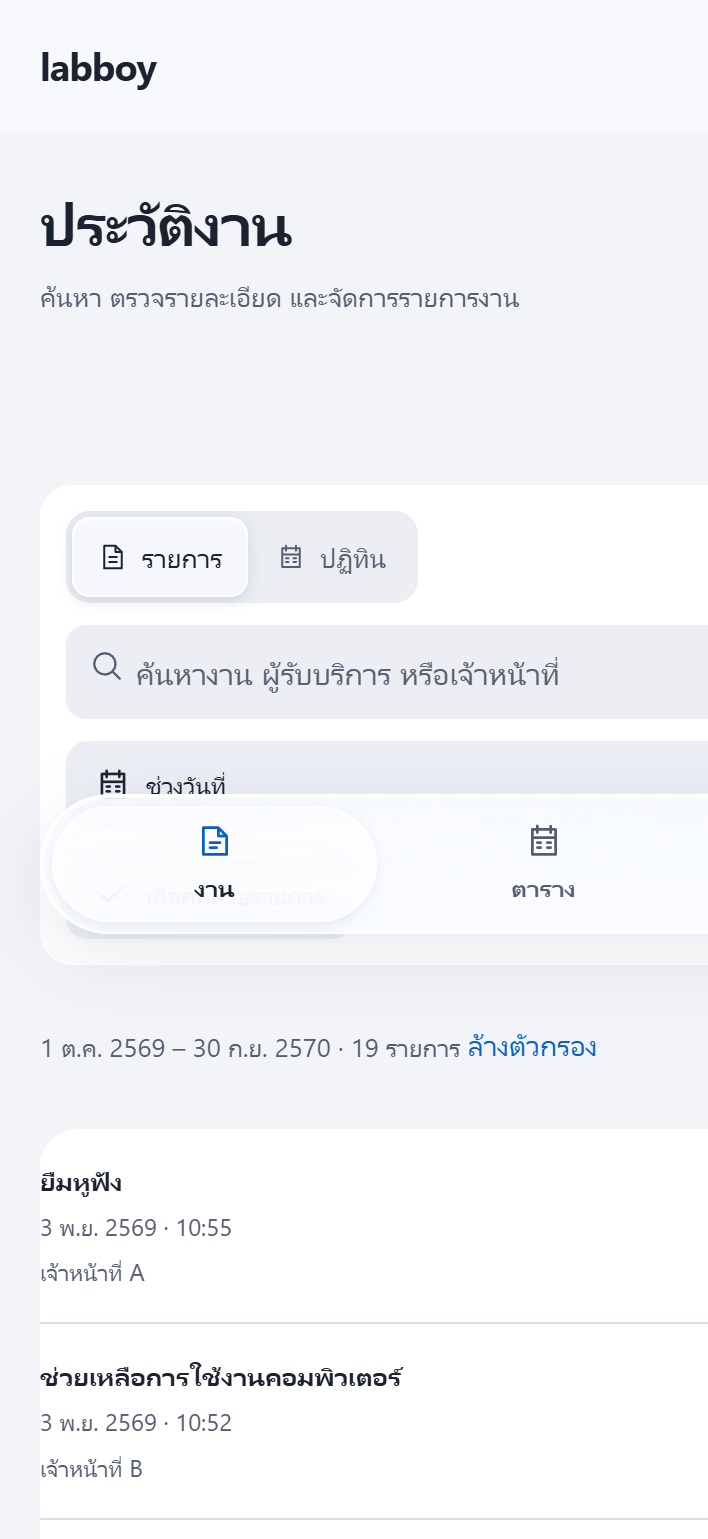 labboy
ประวัติงาน
ค้นหา ตรวจรายละเอียด และจัดการรายการงาน
รายการ
ปฏิทิน
ค้นหางาน ผู้รับบริการ หรือเจ้าหน้าที่
ช่วงวันที่
งาน
ตาราง
1 ต.ค. 2569 – 30 ก.ย. 2570 · 19 รายการ ล้างตัวกรอง
ยืมหูฟัง
3 พ.ย. 2569 · 10:55
เจ้าหน้าที่ A
ช่วยเหลือการใช้งานคอมพิวเตอร์
3 พ.ย. 2569 · 10:52
เจ้าหน้าที่ B